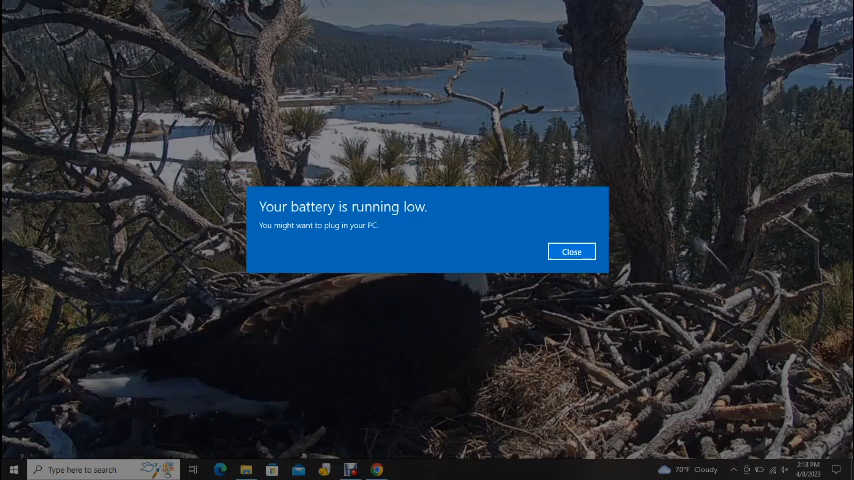 Your battery is running low.
You might want to plug in your PC.
Close
Type here to search
70°F Cloudy
2:18 PM
4/8/2023